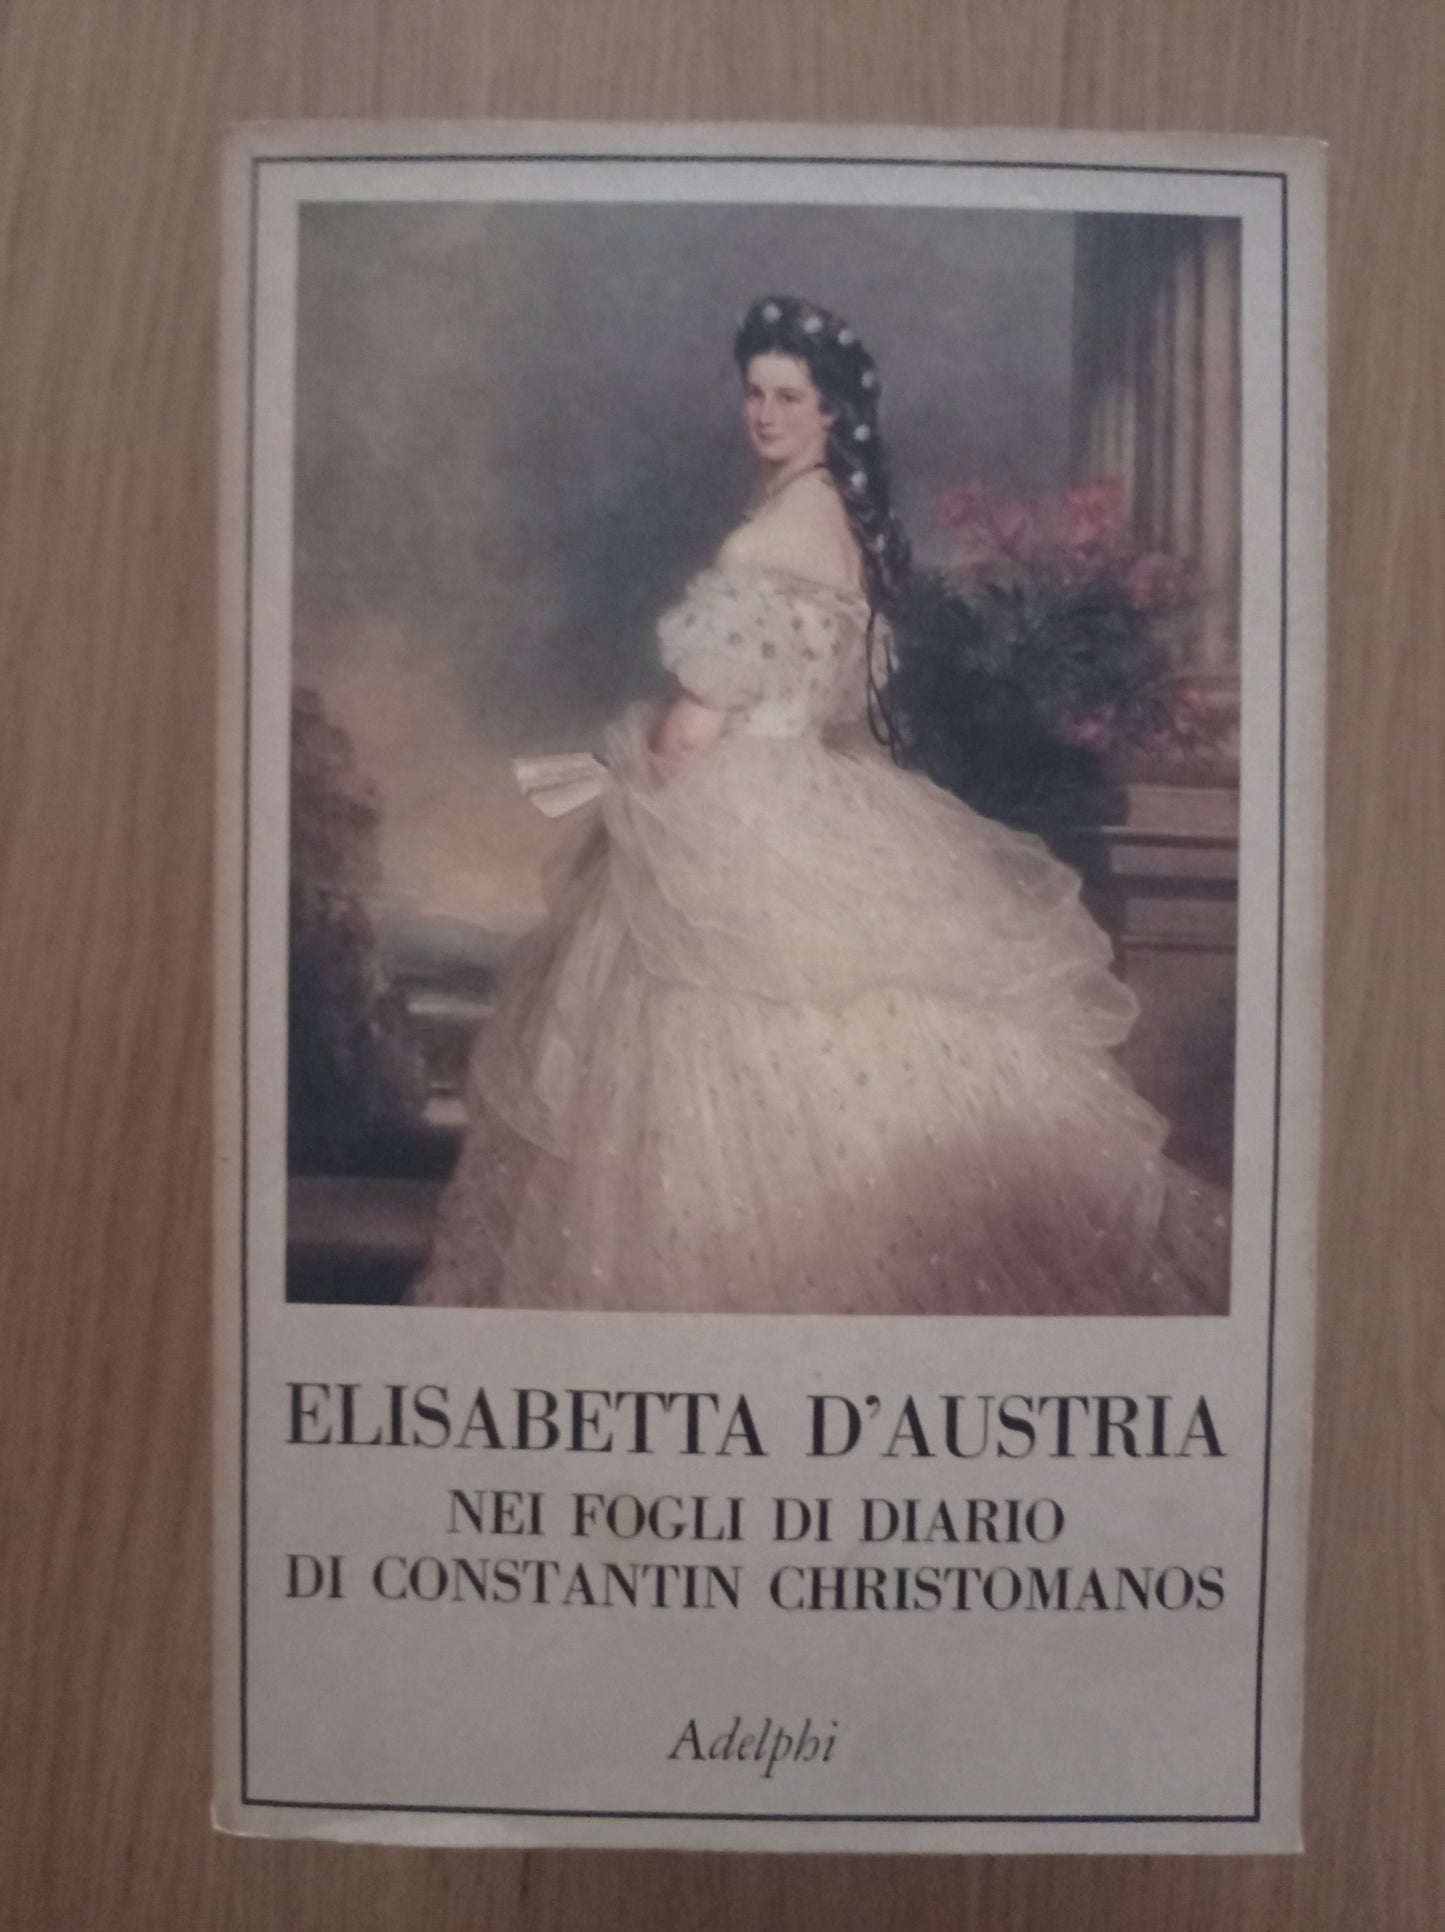 ELISABETTA D'AUSTRIA
NEI FOGLI DI DIARIO
DI CONSTANTIN CHRISTOMANOS
Adelphi